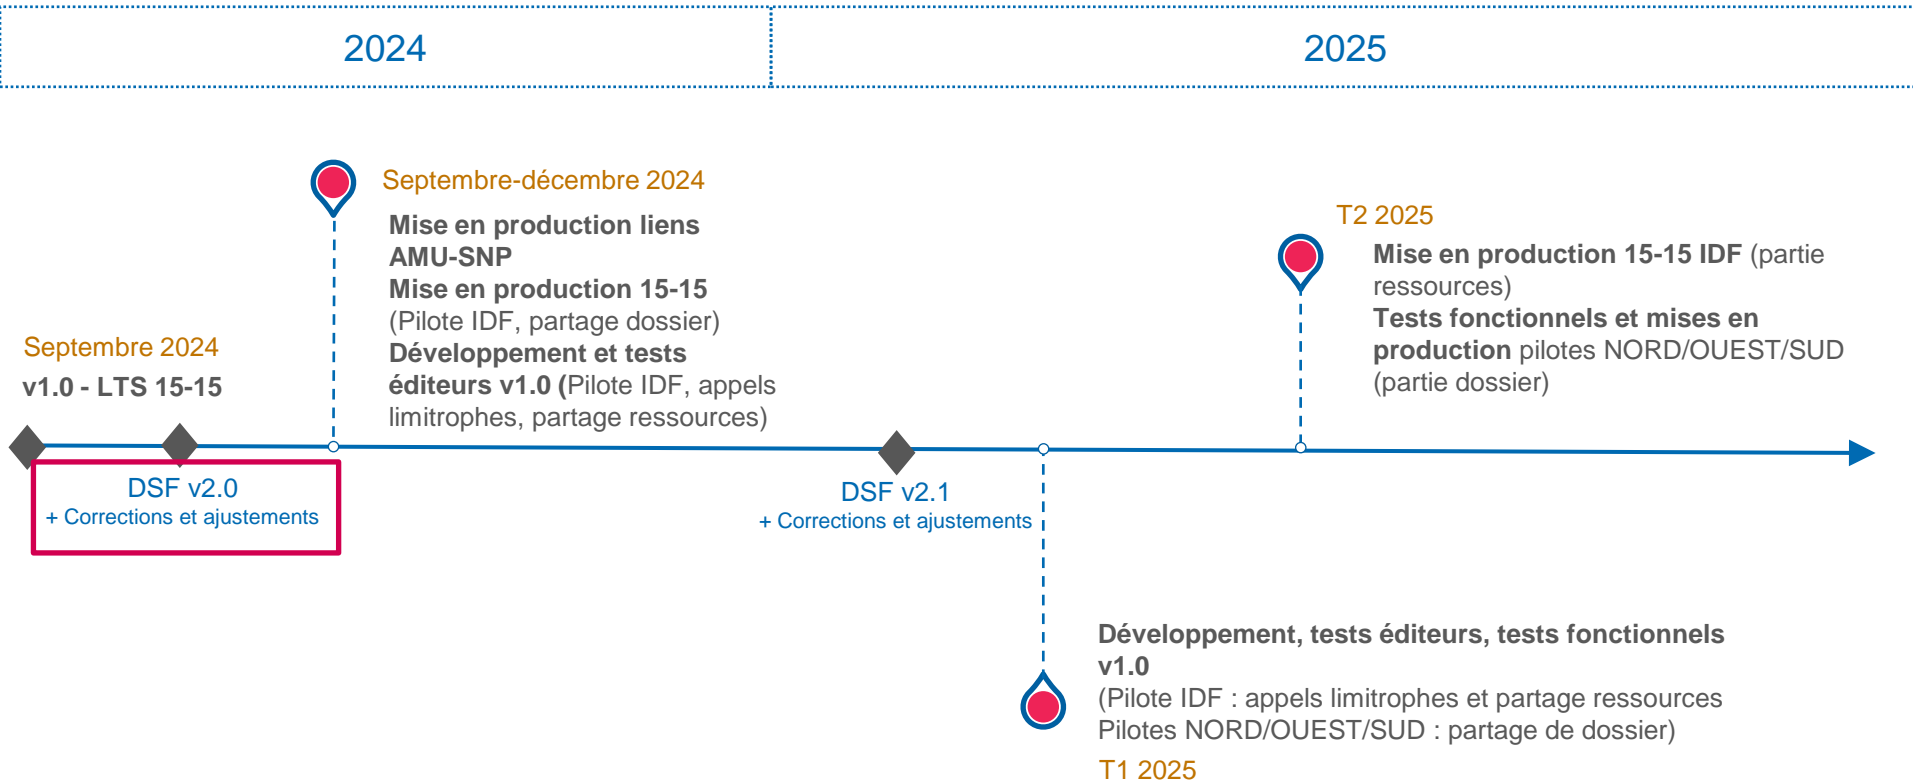 2024
2025
Septembre-décembre 2024
Mise en production liens
AMU-SNP
Mise en production 15-15
(Pilote IDF, partage dossier)
Développement et tests
éditeurs v1.0 (Pilote IDF, appels
limitrophes, partage ressources)
T2 2025
Mise en production 15-15 IDF (partie
ressources)
Tests fonctionnels et mises en
production pilotes NORD/OUEST/SUD
(partie dossier)
Septembre 2024
v1.0 - LTS 15-15
DSF v2.0
+ Corrections et ajustements
DSF v2.1
+ Corrections et ajustements
Développement, tests éditeurs, tests fonctionnels
v1.0
(Pilote IDF : appels limitrophes et partage ressources
Pilotes NORD/OUEST/SUD : partage de dossier)
T1 2025